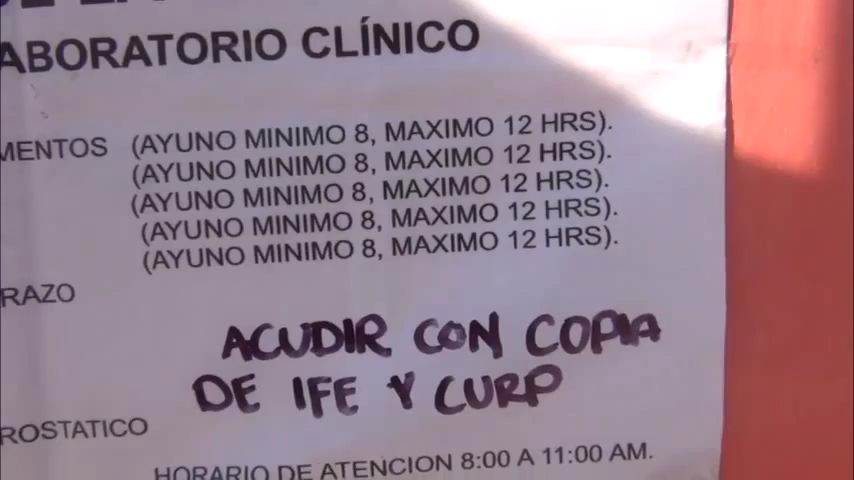 ABORATORIO CLÍNICO
MENTOS (AYUNO MINIMO 8, MAXIMO 12 HRS).
(AYUNO MINIMO 8, MAXIMO 12 HRS).
(AYUNO MINIMO 8, MAXIMO 12 HRS).
(AYUNO MINIMO 8, MAXIMO 12 HRS).
(AYUNO MINIMO 8, MAXIMO 12 HRS).
RAZO
ACUDIR CON COPIA
DE IFE Y CURP
ROSTATICO
HORARIO DE ATENCION 8:00 A 11:00 AM.